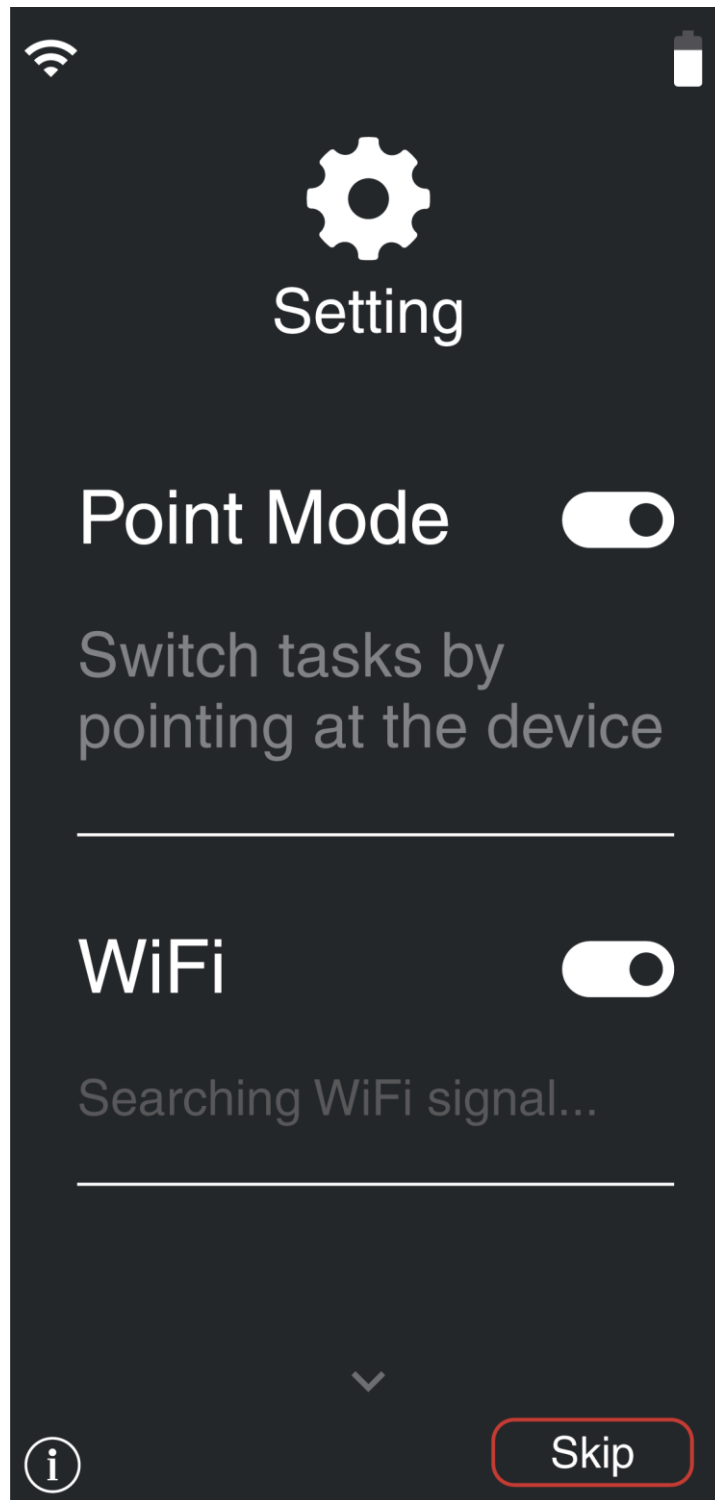 Setting
Point Mode
Switch tasks by
pointing at the device
WiFi
Searching WiFi signal...
i
Skip